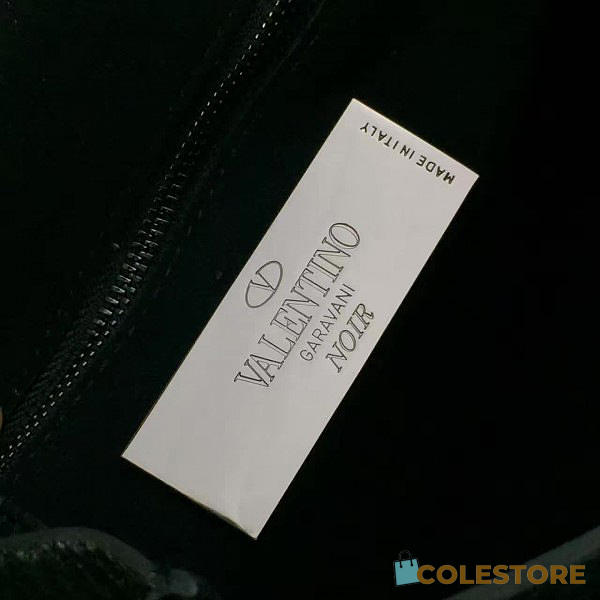 MADE IN ITALY
VALENTINO
GARAVANI
NOIR
COLESTORE